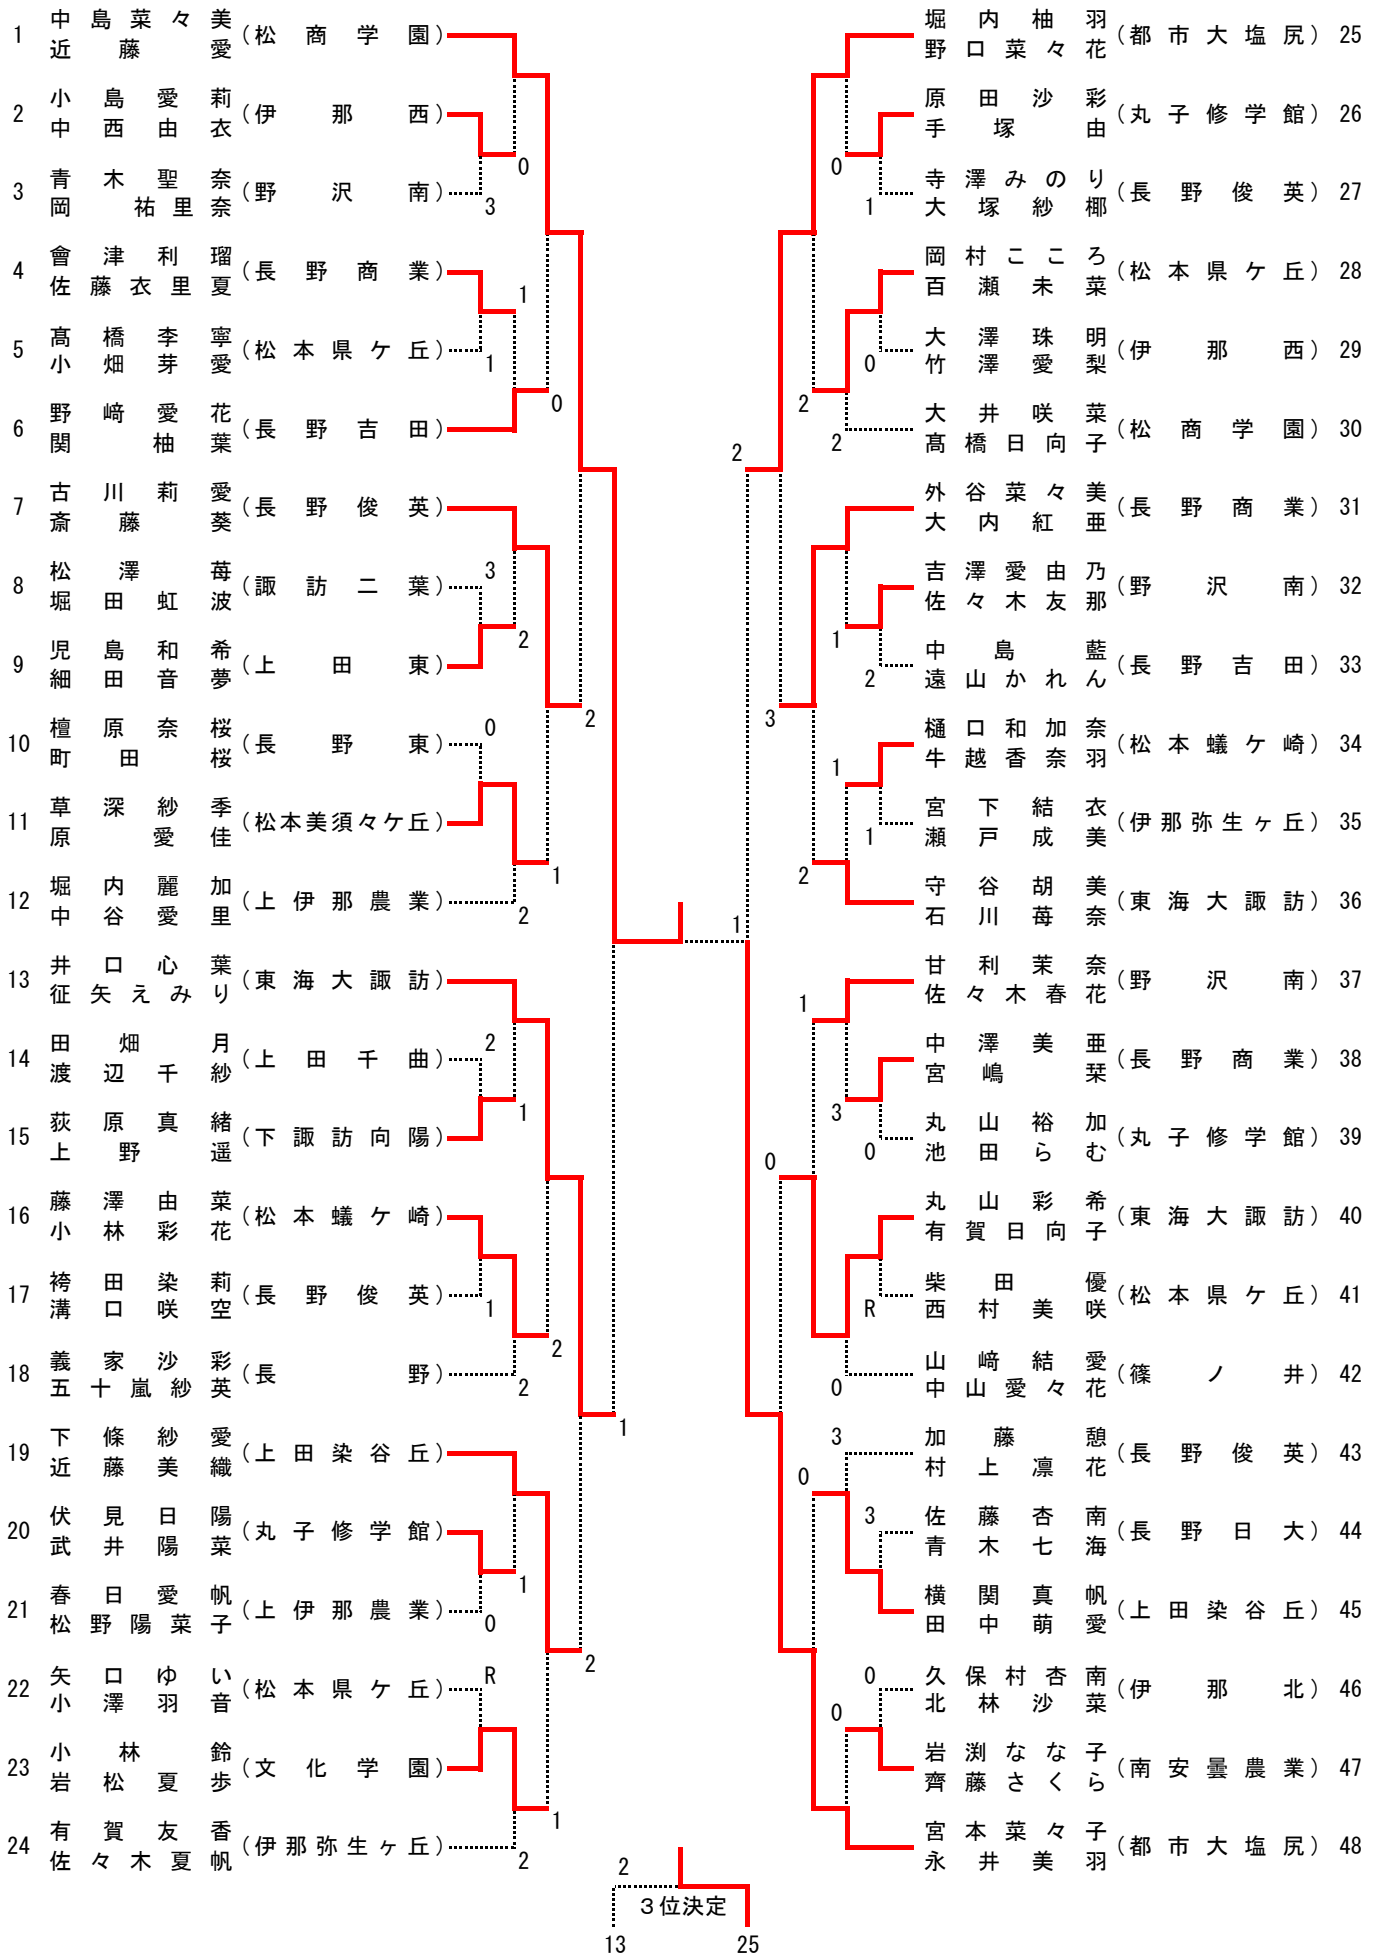 1 中島菜々美 近藤愛 (松商学園)
2 小島愛莉 中西由衣 (伊那西)
0
3 青木聖奈 岡祐里奈 (野沢南)
3
4 會津利瑠 佐藤衣里夏 (長野商業)
1
5 髙橋李寧 小畑芽愛 (松本県ケ丘)
1
0
6 野﨑愛花 関柚葉 (長野吉田)
7 古川莉愛 斎藤葵 (長野俊英)
3
8 松澤苺 堀田虹波 (諏訪二葉)
2
9 児島和希 細田音夢 (上田東)
2
0
10 檀原奈桜 町田桜 (長野東)
11 草深紗季 原愛佳 (松本美須々ケ丘)
1
12 堀内麗加 中谷愛里 (上伊那農業)
2
13 井口心葉 征矢えみり (東海大諏訪)
2
14 田畑月 渡辺千紗 (上田千曲)
1
15 荻原真緒 上野遥 (下諏訪向陽)
16 藤澤由菜 小林彩花 (松本蟻ケ崎)
17 袴田染莉 溝口咲空 (長野俊英)
1
2
18 義家沙彩 五十嵐紗英 (長野)
2
1
19 下條紗愛 近藤美織 (上田染谷丘)
20 伏見日陽 武井陽菜 (丸子修学館)
1
21 春日愛帆 松野陽菜子 (上伊那農業)
0
2
R
22 矢口ゆい 小澤羽音 (松本県ケ丘)
23 小林鈴 岩松夏歩 (文化学園)
1
24 有賀友香 佐々木夏帆 (伊那弥生ヶ丘)
2
堀内柚羽 野口菜々花 (都市大塩尻) 25
原田沙彩 手塚由 (丸子修学館) 26
0
寺澤みのり 大塚紗椰 (長野俊英) 27
1
岡村こころ 百瀬未菜 (松本県ケ丘) 28
大澤珠明 竹澤愛梨 (伊那西) 29
0
2
大井咲菜 髙橋日向子 (松商学園) 30
2
2
外谷菜々美 大内紅亜 (長野商業) 31
吉澤愛由乃 佐々木友那 (野沢南) 32
1
中島藍 遠山かれん (長野吉田) 33
2
3
樋口和加奈 牛越香奈羽 (松本蟻ケ崎) 34
1
宮下結衣 瀬戸成美 (伊那弥生ヶ丘) 35
1
2
守谷胡美 石川苺奈 (東海大諏訪) 36
1
甘利茉奈 佐々木春花 (野沢南) 37
1
中澤美亜 宮嶋栞 (長野商業) 38
3
丸山裕加 池田らむ (丸子修学館) 39
0
0
丸山彩希 有賀日向子 (東海大諏訪) 40
柴田優 西村美咲 (松本県ケ丘) 41
R
山﨑結愛 中山愛々花 (篠ノ井) 42
0
3
加藤憩 村上凛花 (長野俊英) 43
0
3
佐藤杏南 青木七海 (長野日大) 44
横関真帆 田中萌愛 (上田染谷丘) 45
0
久保村杏南 北林沙菜 (伊那北) 46
0
岩渕なな子 齊藤さくら (南安曇農業) 47
宮本菜々子 永井美羽 (都市大塩尻) 48
2
3位決定
13 25